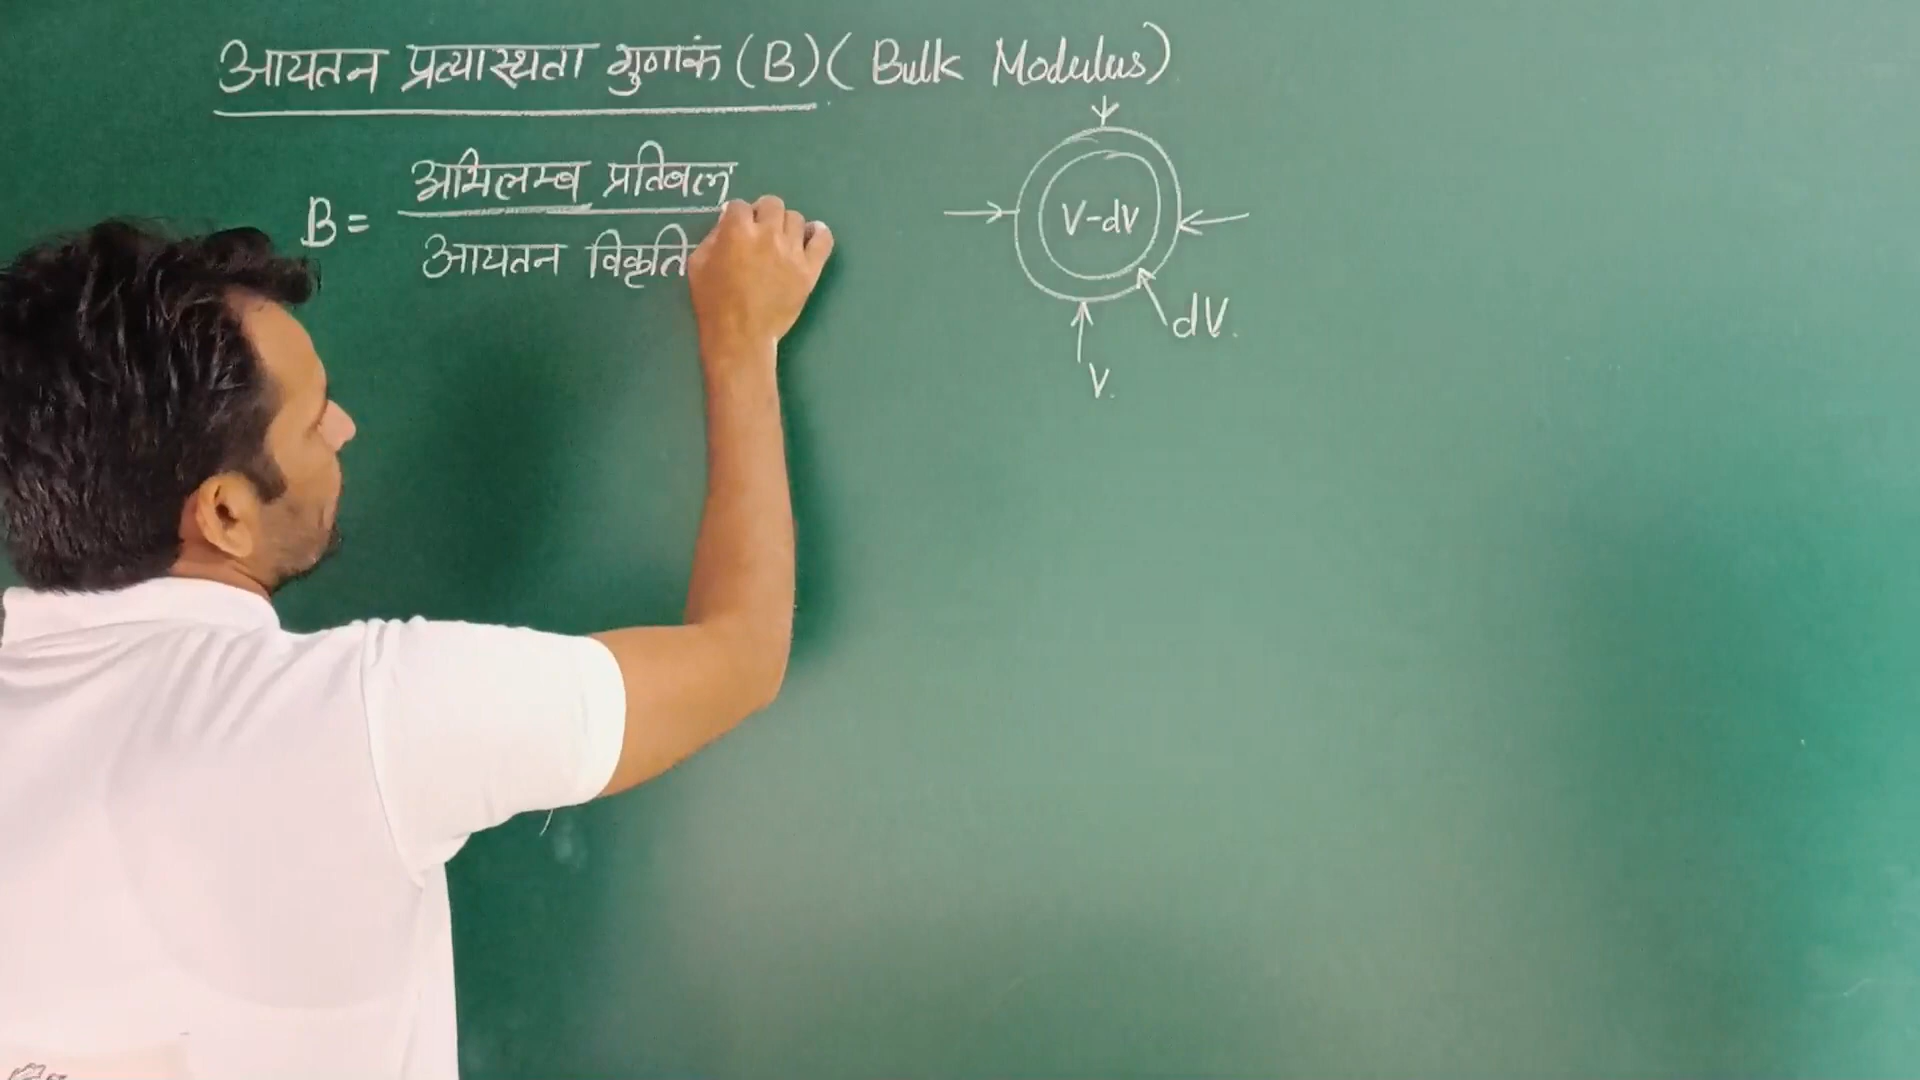 आयतन प्रत्यास्थता गुणांक (B) (Bulk Modulus)
B = अभिलम्ब प्रतिबल
आयतन विकृति
V-dV
dV.
V.